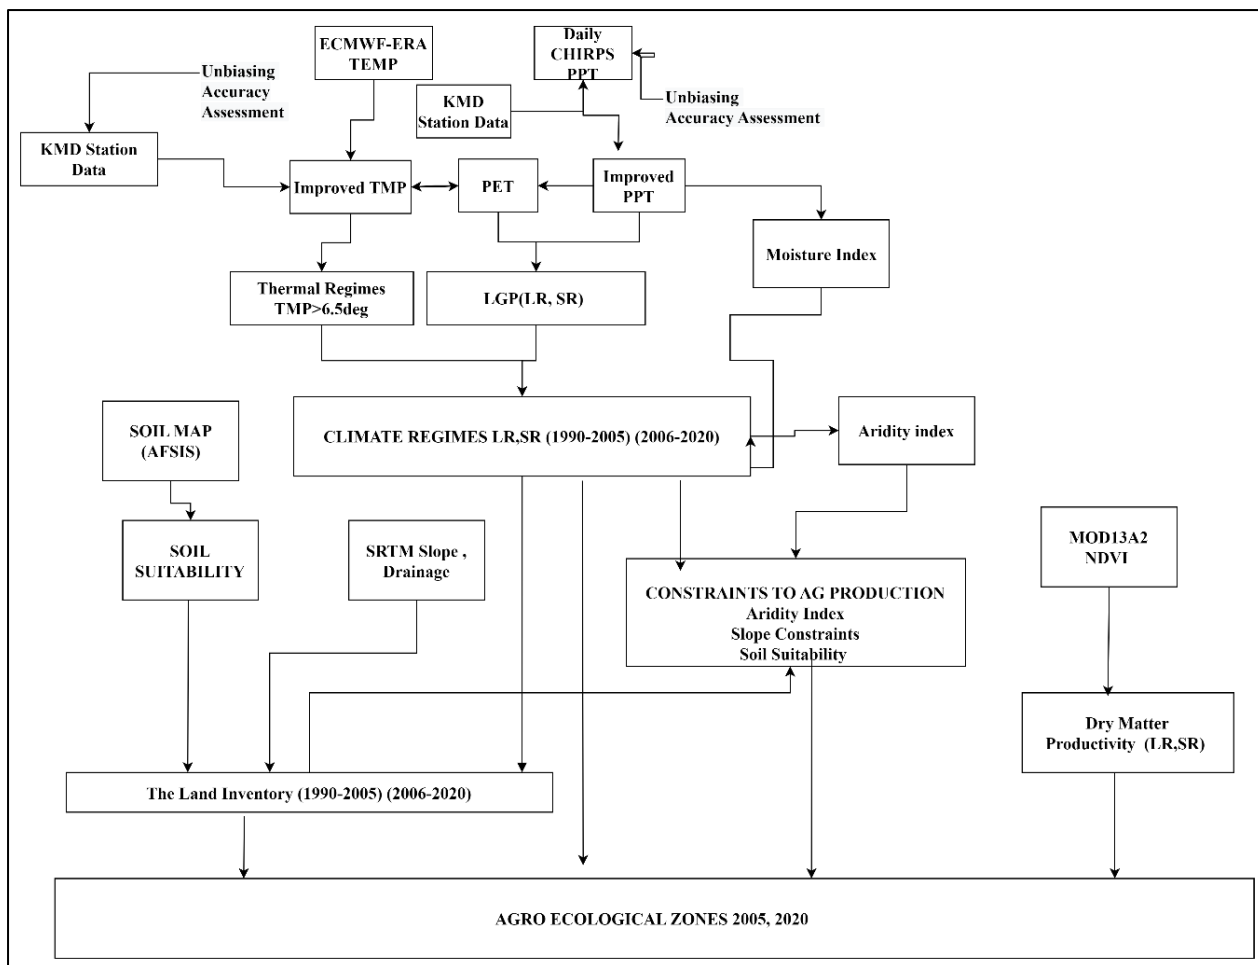 ECMWF-ERA
TEMP
Daily
CHIRPS
PPT
Unbiasing
Accuracy
Assessment
KMD
Station Data
Unbiasing
Accuracy Assessment
KMD Station
Data
Improved TMP
PET
Improved
PPT
Moisture Index
Thermal Regimes
TMP>6.5deg
LGP(LR, SR)
SOIL MAP
(AFSIS)
CLIMATE REGIMES LR,SR (1990-2005) (2006-2020)
Aridity index
SOIL
SUITABILITY
SRTM Slope ,
Drainage
MOD13A2
NDVI
CONSTRAINTS TO AG PRODUCTION
Aridity Index
Slope Constraints
Soil Suitability
Dry Matter
Productivity (LR,SR)
The Land Inventory (1990-2005) (2006-2020)
AGRO ECOLOGICAL ZONES 2005, 2020